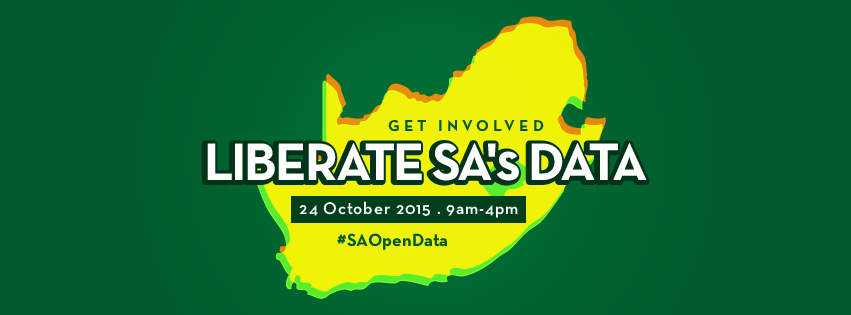 GET INVOLVED
LIBERATE SA's DATA
24 October 2015 . 9am-4pm
#SAOpenData